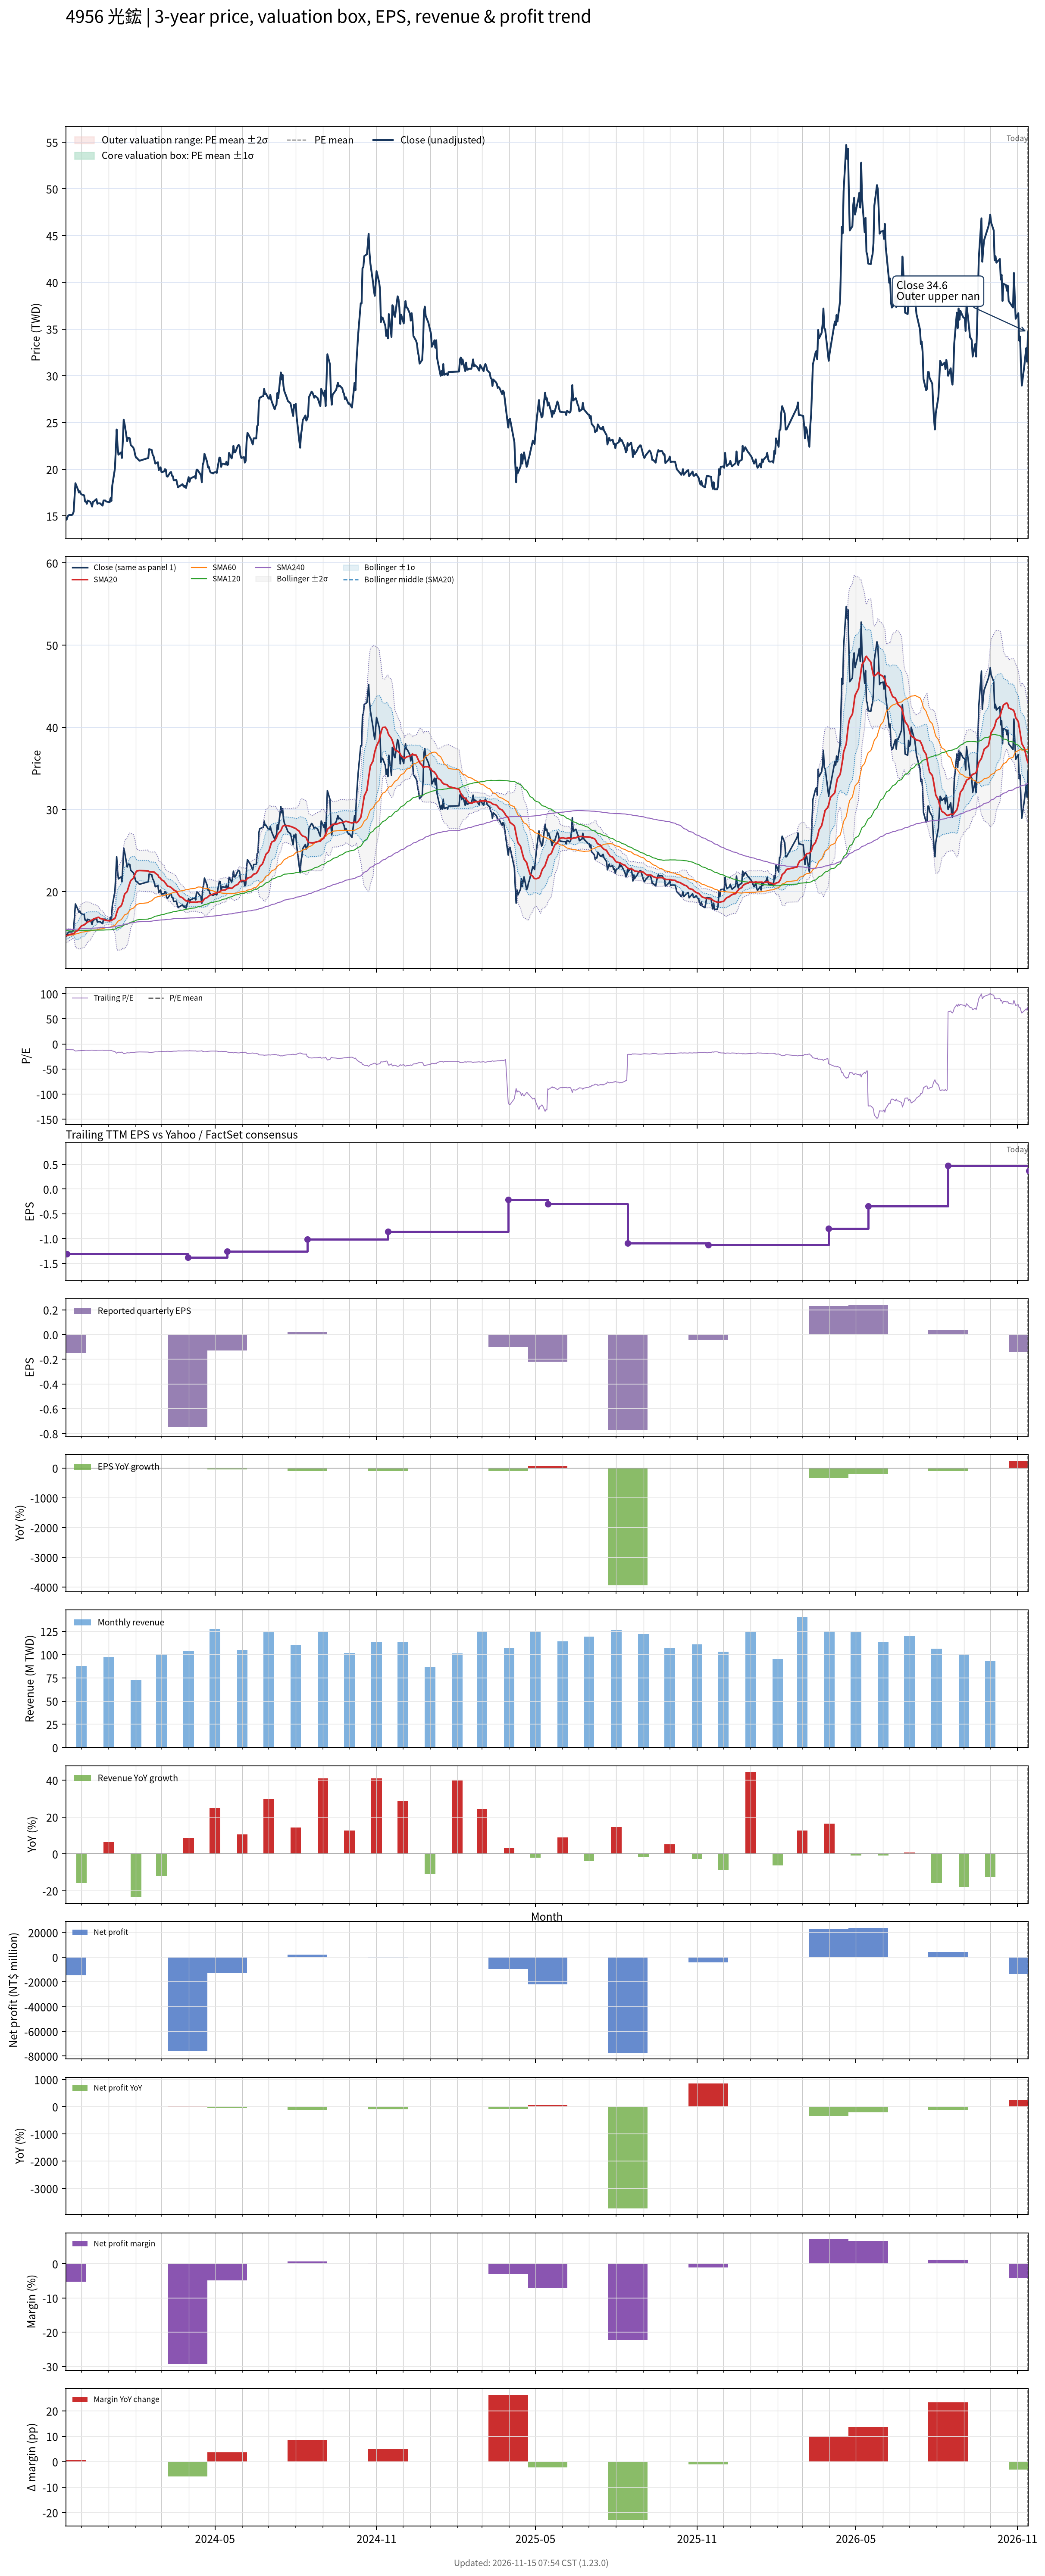 4956 光鋐 | 3-year price, valuation box, EPS, revenue & profit trend
Outer valuation range: PE mean ±2σ
Core valuation box: PE mean ±1σ
PE mean
Close (unadjusted)
Today
55
50
45
40
35
30
25
20
15
Price (TWD)
Close 34.6
Outer upper nan
Close (same as panel 1)
SMA20
SMA60
SMA120
SMA240
Bollinger ±2σ
Bollinger ±1σ
Bollinger middle (SMA20)
60
50
40
30
20
Price
Trailing P/E
P/E mean
100
50
0
-50
-100
-150
P/E
Trailing TTM EPS vs Yahoo / FactSet consensus
Today
0.5
0.0
-0.5
-1.0
-1.5
EPS
Reported quarterly EPS
0.2
0.0
-0.2
-0.4
-0.6
-0.8
EPS
EPS YoY growth
0
-1000
-2000
-3000
-4000
YoY (%)
Monthly revenue
125
100
75
50
25
0
Revenue (M TWD)
Revenue YoY growth
40
20
0
-20
YoY (%)
Month
Net profit
20000
0
-20000
-40000
-60000
-80000
Net profit (NT$ million)
Net profit YoY
1000
0
-1000
-2000
-3000
YoY (%)
Net profit margin
0
-10
-20
-30
Margin (%)
Margin YoY change
20
10
0
-10
-20
Δ margin (pp)
2024-05
2024-11
2025-05
2025-11
2026-05
2026-11
Updated: 2026-11-15 07:54 CST (1.23.0)